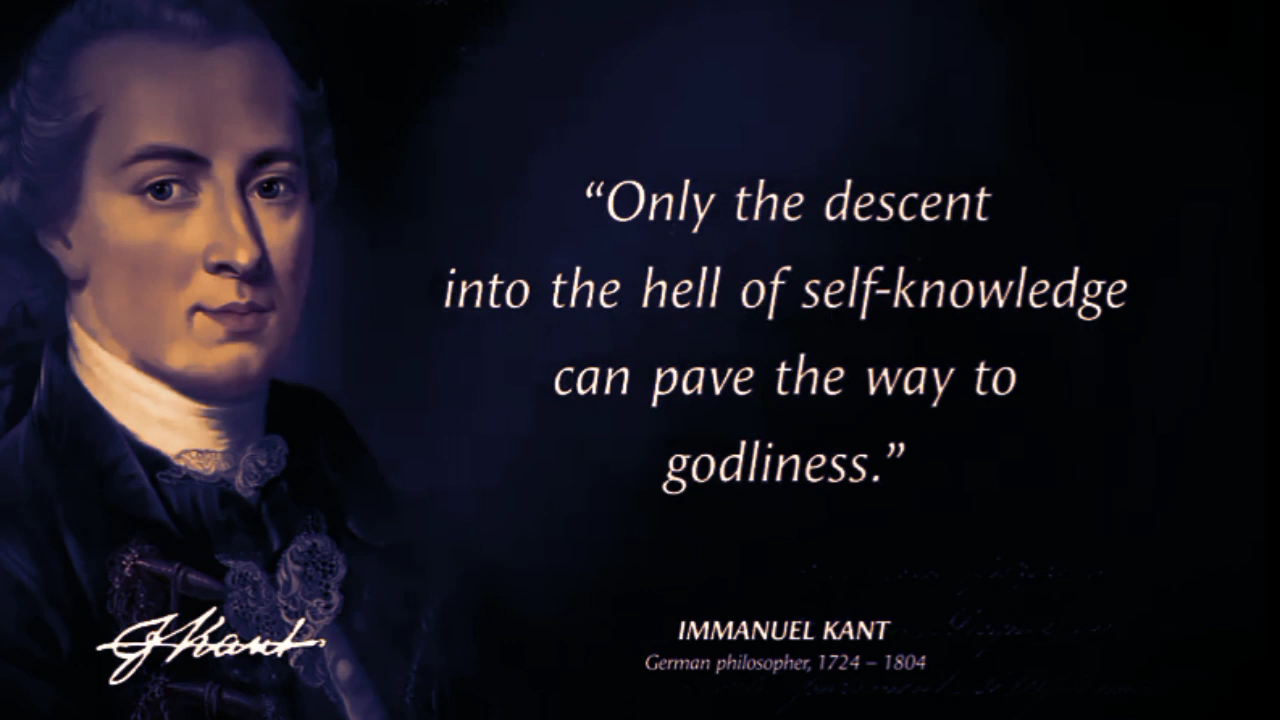 “Only the descent
into the hell of self-knowledge
can pave the way to
godliness.”
IKant
IMMANUEL KANT
German philosopher, 1724 – 1804